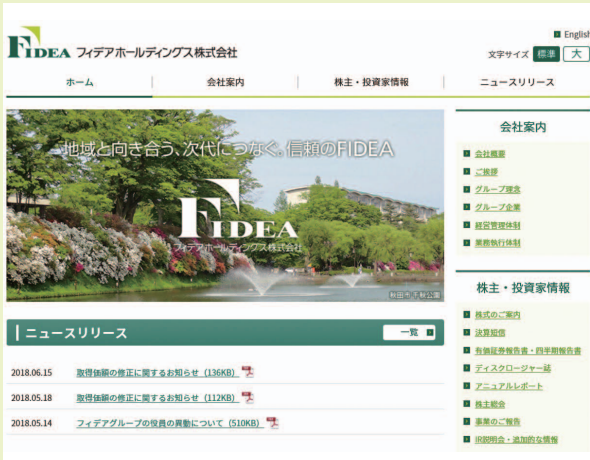 FIDEA フィデアホールディングス株式会社
English
文字サイズ 標準 大
ホーム 会社案内 株主・投資家情報 ニュースリリース
地域と向き合う、次代につなぐ。信頼のFIDEA
FIDEA
フィデアホールディングス株式会社
秋田市千秋公園
ニュースリリース 一覧
2018.06.15 取得価額の修正に関するお知らせ（136KB）
2018.05.18 取得価額の修正に関するお知らせ（112KB）
2018.05.14 フィデアグループの役員の異動について（510KB）
会社案内
会社概要
ご挨拶
グループ理念
グループ企業
経営管理体制
業務執行体制
株主・投資家情報
株式のご案内
決算短信
有価証券報告書・四半期報告書
ディスクロージャー誌
アニュアルレポート
株主総会
事業のご報告
IR説明会・追加的な情報